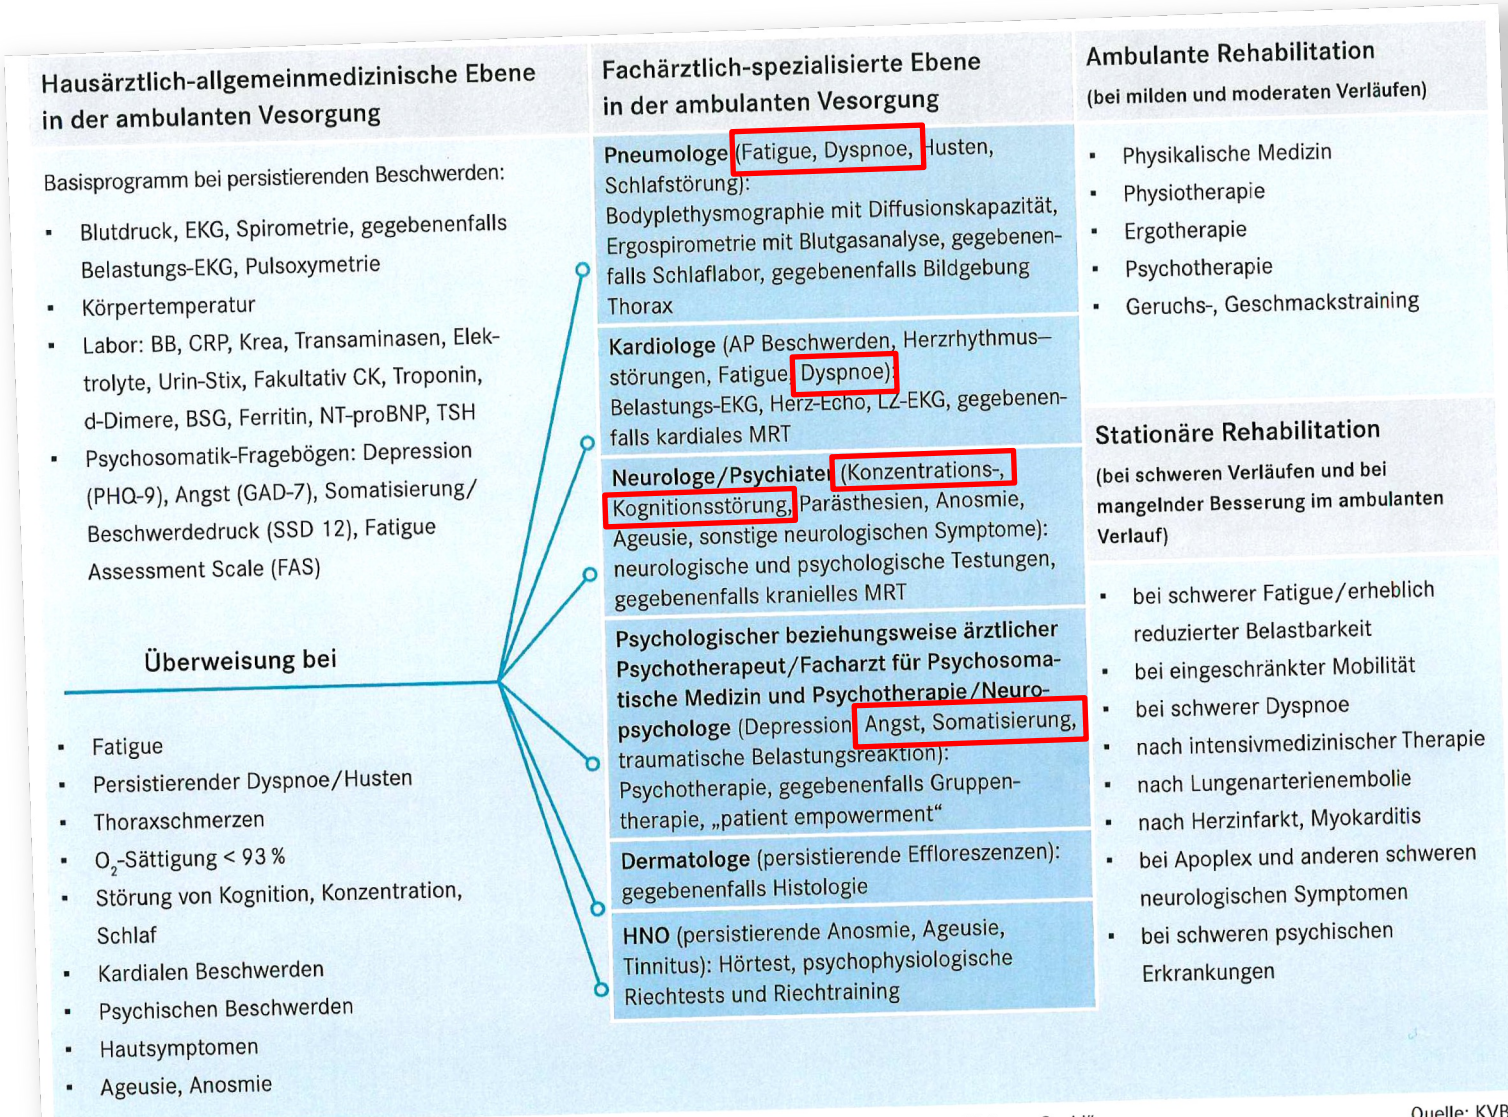 Hausärztlich-allgemeinmedizinische Ebene
in der ambulanten Vesorgung
Basisprogramm bei persistierenden Beschwerden:
▪ Blutdruck, EKG, Spirometrie, gegebenenfalls
Belastungs-EKG, Pulsoxymetrie
▪ Körpertemperatur
▪ Labor: BB, CRP, Krea, Transaminasen, Elek-
trolyte, Urin-Stix, Fakultativ CK, Troponin,
d-Dimere, BSG, Ferritin, NT-proBNP, TSH
▪ Psychosomatik-Fragebögen: Depression
(PHQ-9), Angst (GAD-7), Somatisierung/
Beschwerdedruck (SSD 12), Fatigue
Assessment Scale (FAS)
Überweisung bei
▪ Fatigue
▪ Persistierender Dyspnoe/Husten
▪ Thoraxschmerzen
▪ O₂-Sättigung < 93 %
▪ Störung von Kognition, Konzentration,
Schlaf
▪ Kardialen Beschwerden
▪ Psychischen Beschwerden
▪ Hautsymptomen
▪ Ageusie, Anosmie
Fachärztlich-spezialisierte Ebene
in der ambulanten Vesorgung
Pneumologe (Fatigue, Dyspnoe, Husten,
Schlafstörung):
Bodyplethysmographie mit Diffusionskapazität,
Ergospirometrie mit Blutgasanalyse, gegebenen-
falls Schlaflabor, gegebenenfalls Bildgebung
Thorax
Kardiologe (AP Beschwerden, Herzrhythmus–
störungen, Fatigue, Dyspnoe):
Belastungs-EKG, Herz-Echo, LZ-EKG, gegebenen-
falls kardiales MRT
Neurologe/Psychiater (Konzentrations-,
Kognitionsstörung, Parästhesien, Anosmie,
Ageusie, sonstige neurologischen Symptome):
neurologische und psychologische Testungen,
gegebenenfalls kranielles MRT
Psychologischer beziehungsweise ärztlicher
Psychotherapeut/Facharzt für Psychosoma-
tische Medizin und Psychotherapie/Neuro-
psychologe (Depression, Angst, Somatisierung,
traumatische Belastungsreaktion):
Psychotherapie, gegebenenfalls Gruppen-
therapie, „patient empowerment“
Dermatologe (persistierende Effloreszenzen):
gegebenenfalls Histologie
HNO (persistierende Anosmie, Ageusie,
Tinnitus): Hörtest, psychophysiologische
Riechtests und Riechtraining
Ambulante Rehabilitation
(bei milden und moderaten Verläufen)
▪ Physikalische Medizin
▪ Physiotherapie
▪ Ergotherapie
▪ Psychotherapie
▪ Geruchs-, Geschmackstraining
Stationäre Rehabilitation
(bei schweren Verläufen und bei
mangelnder Besserung im ambulanten
Verlauf)
▪ bei schwerer Fatigue/erheblich
reduzierter Belastbarkeit
▪ bei eingeschränkter Mobilität
▪ bei schwerer Dyspnoe
▪ nach intensivmedizinischer Therapie
▪ nach Lungenarterienembolie
▪ nach Herzinfarkt, Myokarditis
▪ bei Apoplex und anderen schweren
neurologischen Symptomen
▪ bei schweren psychischen
Erkrankungen
Quelle: KVB